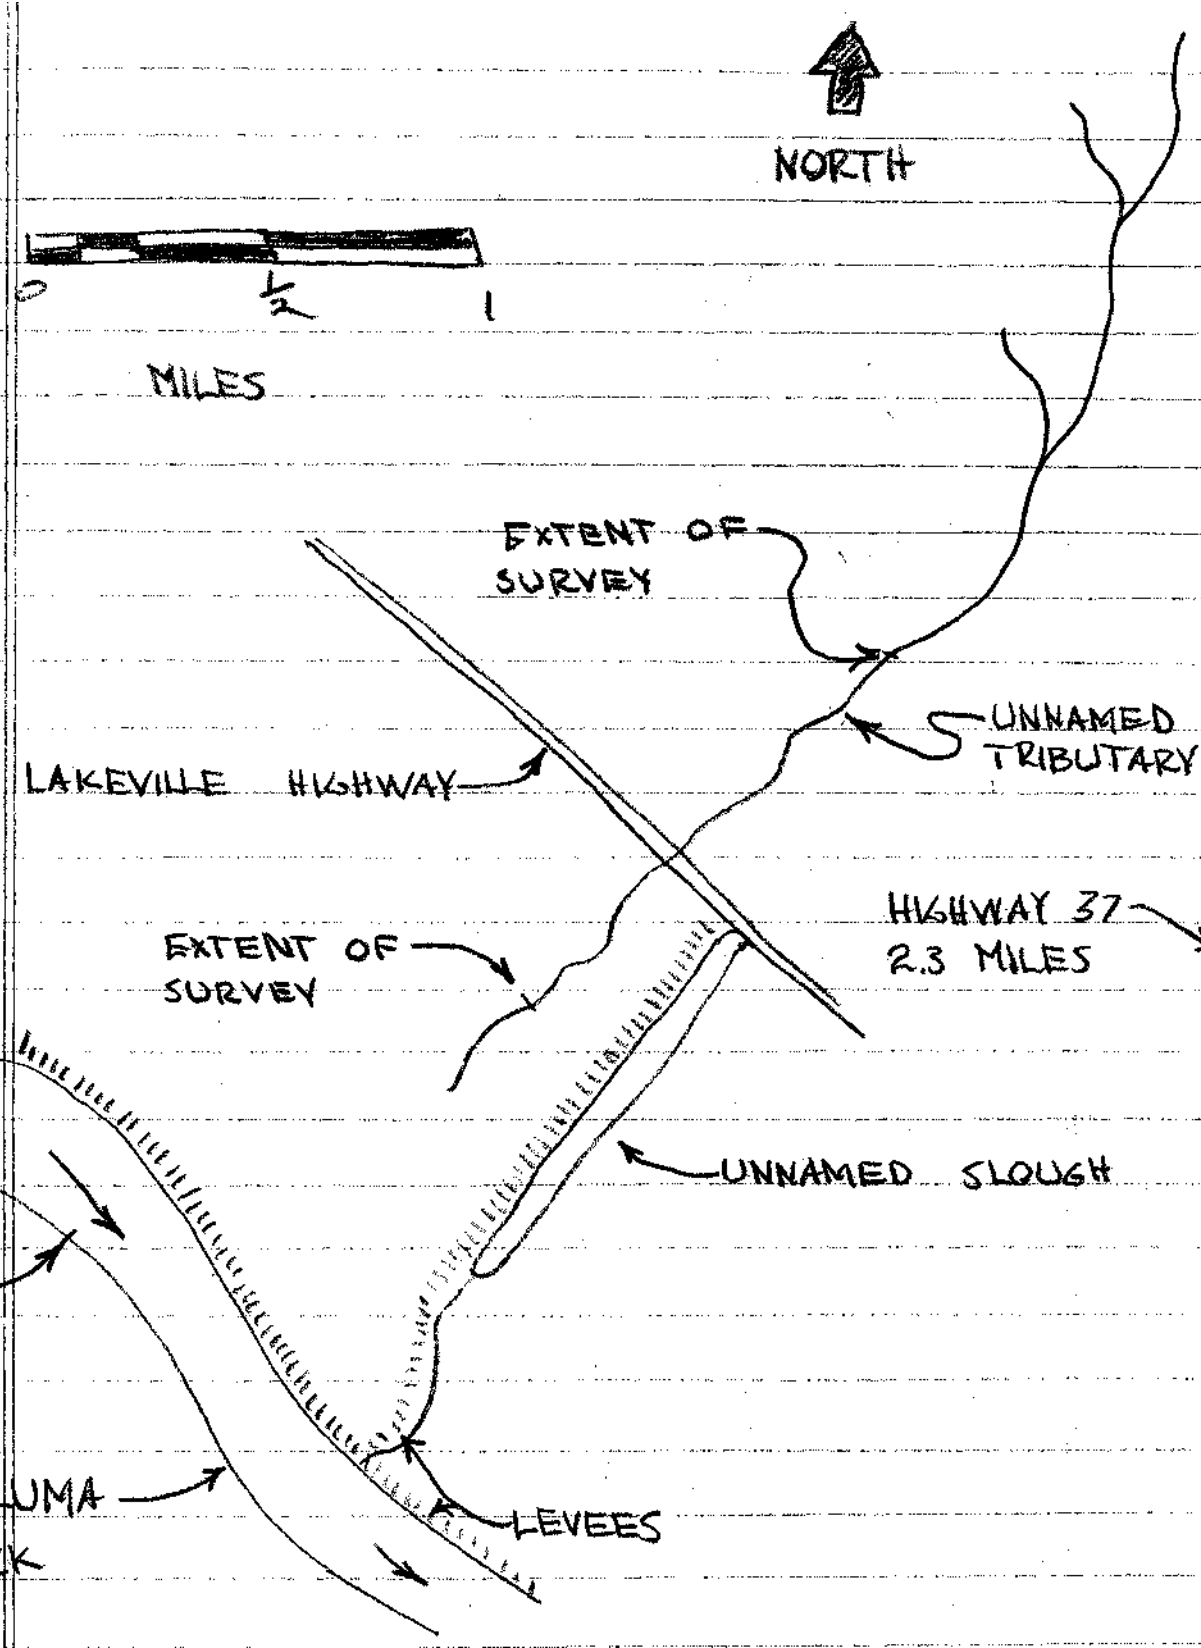 NORTH
0
1/2
1
MILES
EXTENT OF
SURVEY
UNNAMED
TRIBUTARY
LAKEVILLE HIGHWAY
HIGHWAY 37
2.3 MILES
EXTENT OF
SURVEY
UNNAMED SLOUGH
UMA
LEVEES
K